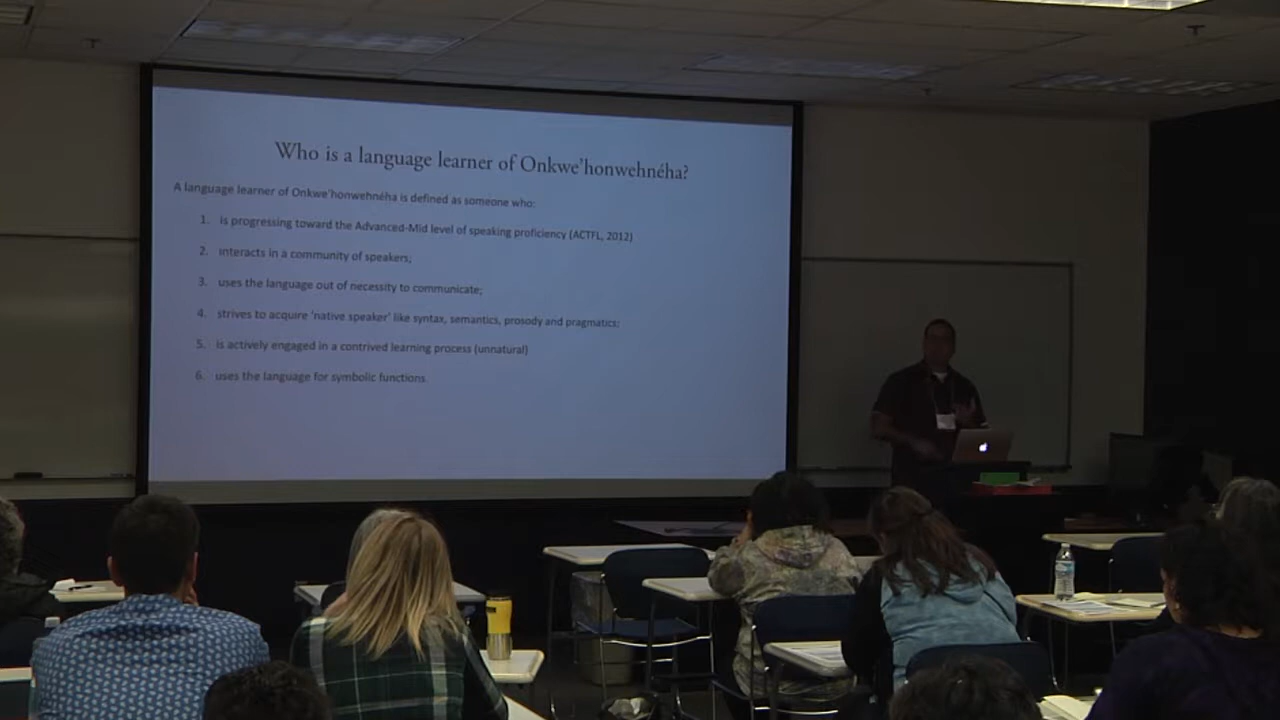 Who is a language learner of Onkwe'honwehnéha?
A language learner of Onkwe'honwehnéha is defined as someone who:
1. is progressing toward the Advanced-Mid level of speaking proficiency (ACTFL, 2012)
2. interacts in a community of speakers;
3. uses the language out of necessity to communicate;
4. strives to acquire 'native speaker' like syntax, semantics, prosody and pragmatics;
5. is actively engaged in a contrived learning process (unnatural)
6. uses the language for symbolic functions.